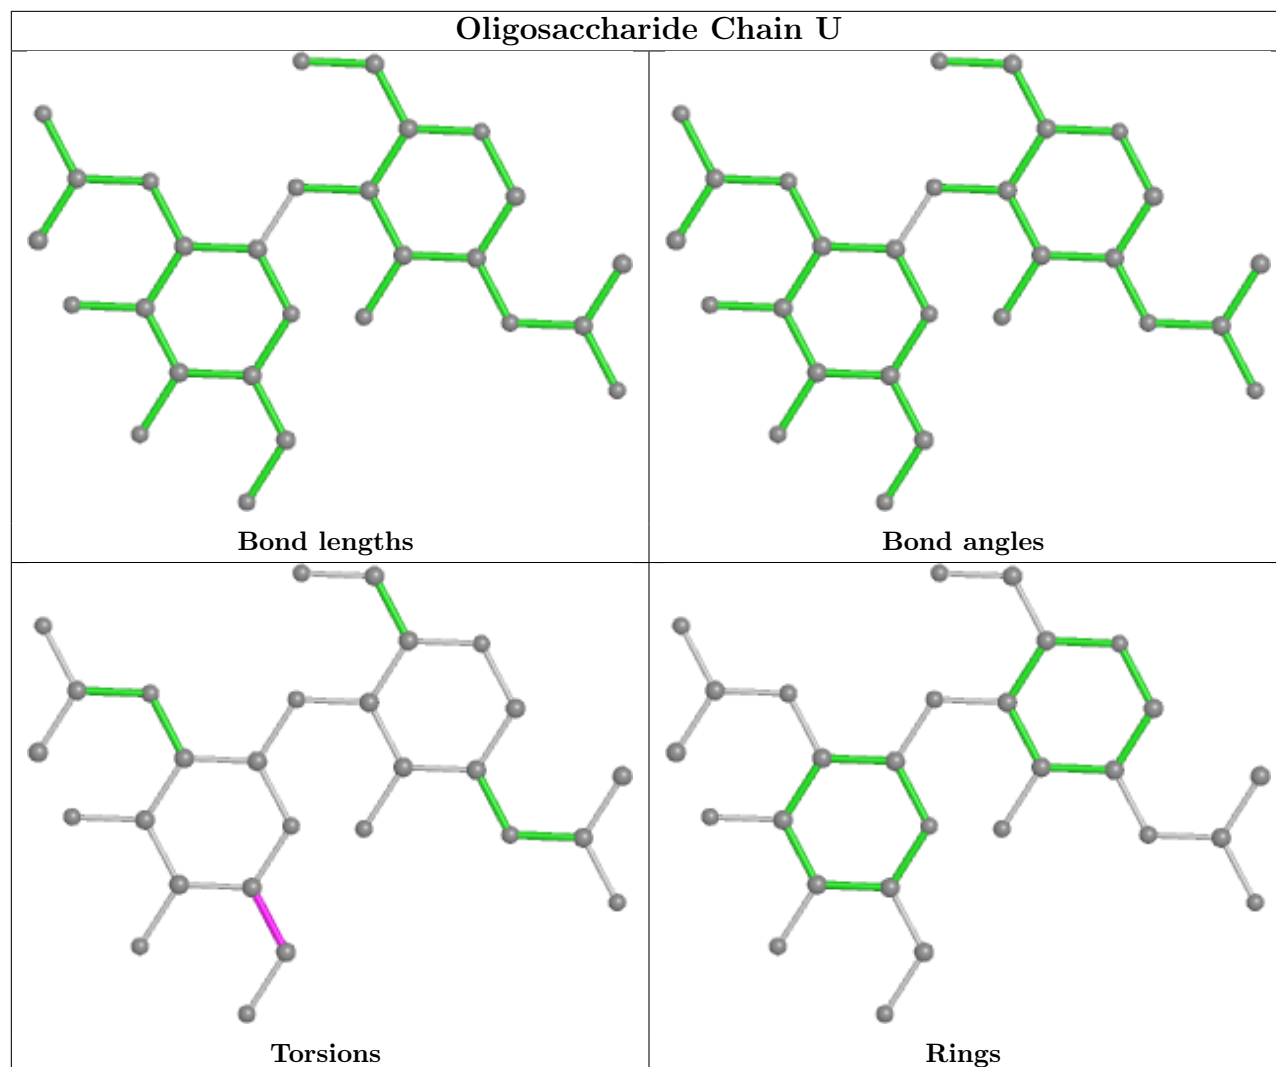 Oligosaccharide Chain U
Bond lengths
Bond angles
Torsions
Rings